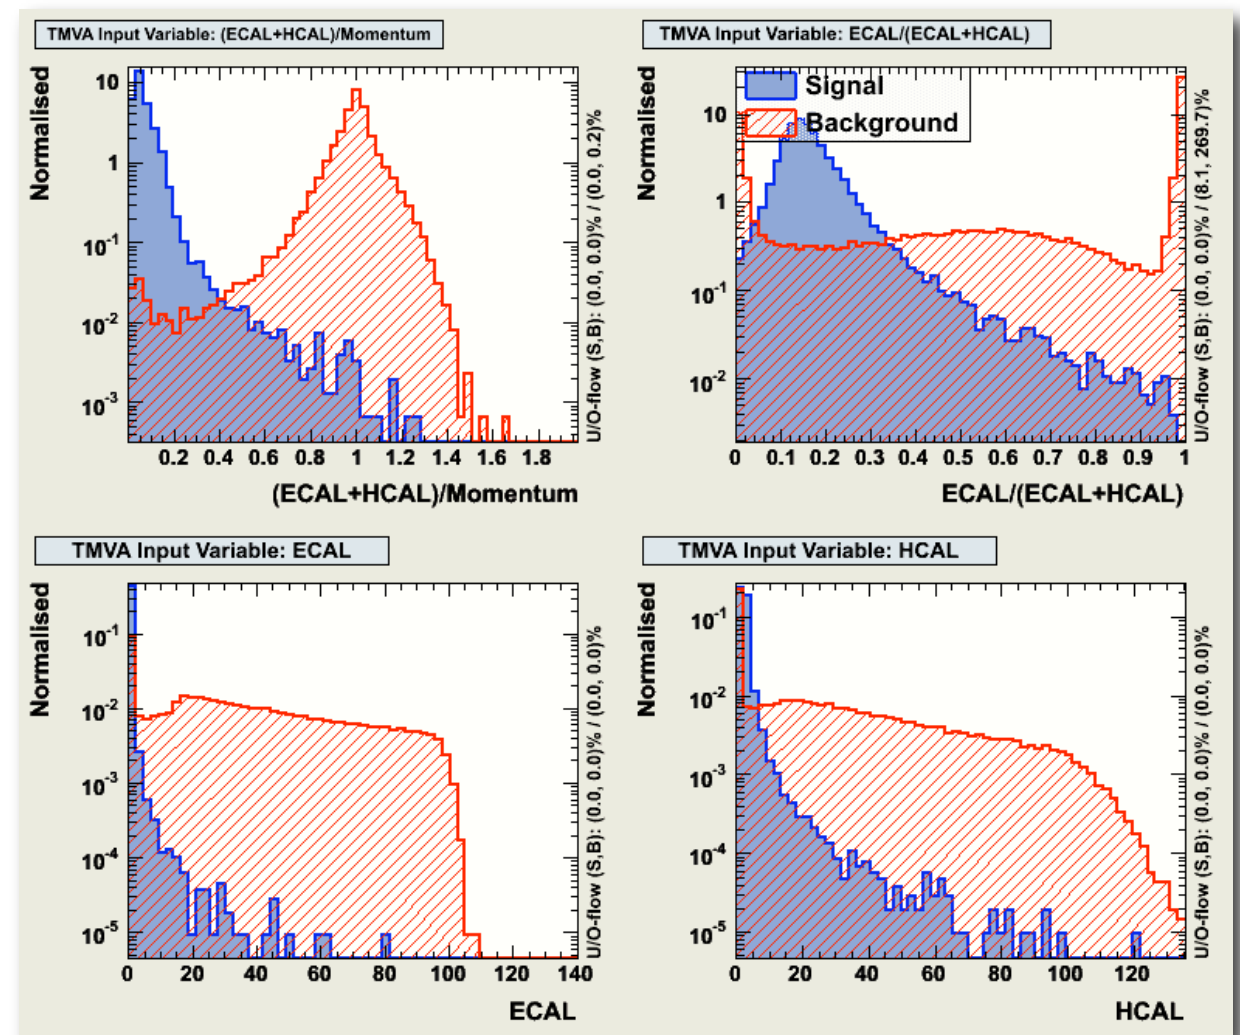 TMVA Input Variable: (ECAL+HCAL)/Momentum
Normalised
10
1
10-1
10-2
10-3
0.2 0.4 0.6 0.8 1 1.2 1.4 1.6 1.8
(ECAL+HCAL)/Momentum
U/O-flow (S,B): (0.0, 0.0)% / (0.0, 0.2)%
TMVA Input Variable: ECAL/(ECAL+HCAL)
Normalised
Signal
Background
10
1
10-1
10-2
0 0.1 0.2 0.3 0.4 0.5 0.6 0.7 0.8 0.9 1
ECAL/(ECAL+HCAL)
U/O-flow (S,B): (0.0, 0.0)% / (8.1, 269.7)%
TMVA Input Variable: ECAL
Normalised
10-1
10-2
10-3
10-4
10-5
0 20 40 60 80 100 120 140
ECAL
U/O-flow (S,B): (0.0, 0.0)% / (0.0, 0.0)%
TMVA Input Variable: HCAL
Normalised
10-1
10-2
10-3
10-4
10-5
0 20 40 60 80 100 120
HCAL
U/O-flow (S,B): (0.0, 0.0)% / (0.0, 0.0)%